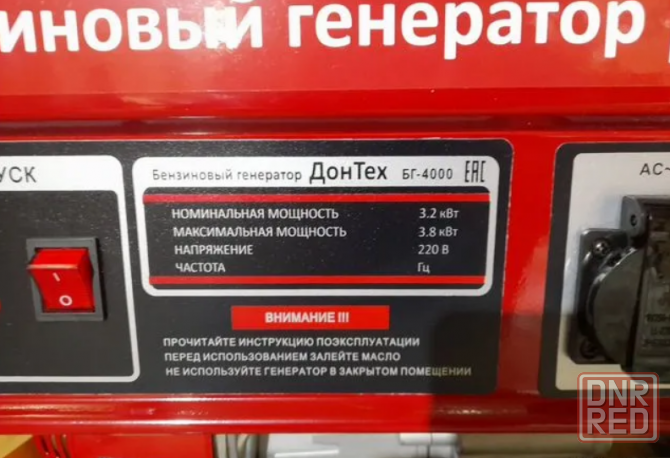 иновый генератор
УСК
Бензиновый генератор ДонТех БГ-4000 ЕАС
НОМИНАЛЬНАЯ МОЩНОСТЬ 3.2 кВт
МАКСИМАЛЬНАЯ МОЩНОСТЬ 3.8 кВт
НАПРЯЖЕНИЕ 220 В
ЧАСТОТА Гц
I
O
ВНИМАНИЕ !!!
ПРОЧИТАЙТЕ ИНСТРУКЦИЮ ПОЭКСПЛУАТАЦИИ
ПЕРЕД ИСПОЛЬЗОВАНИЕМ ЗАЛЕЙТЕ МАСЛО
НЕ ИСПОЛЬЗУЙТЕ ГЕНЕРАТОР В ЗАКРЫТОМ ПОМЕЩЕНИИ
AC-
DNR
RED